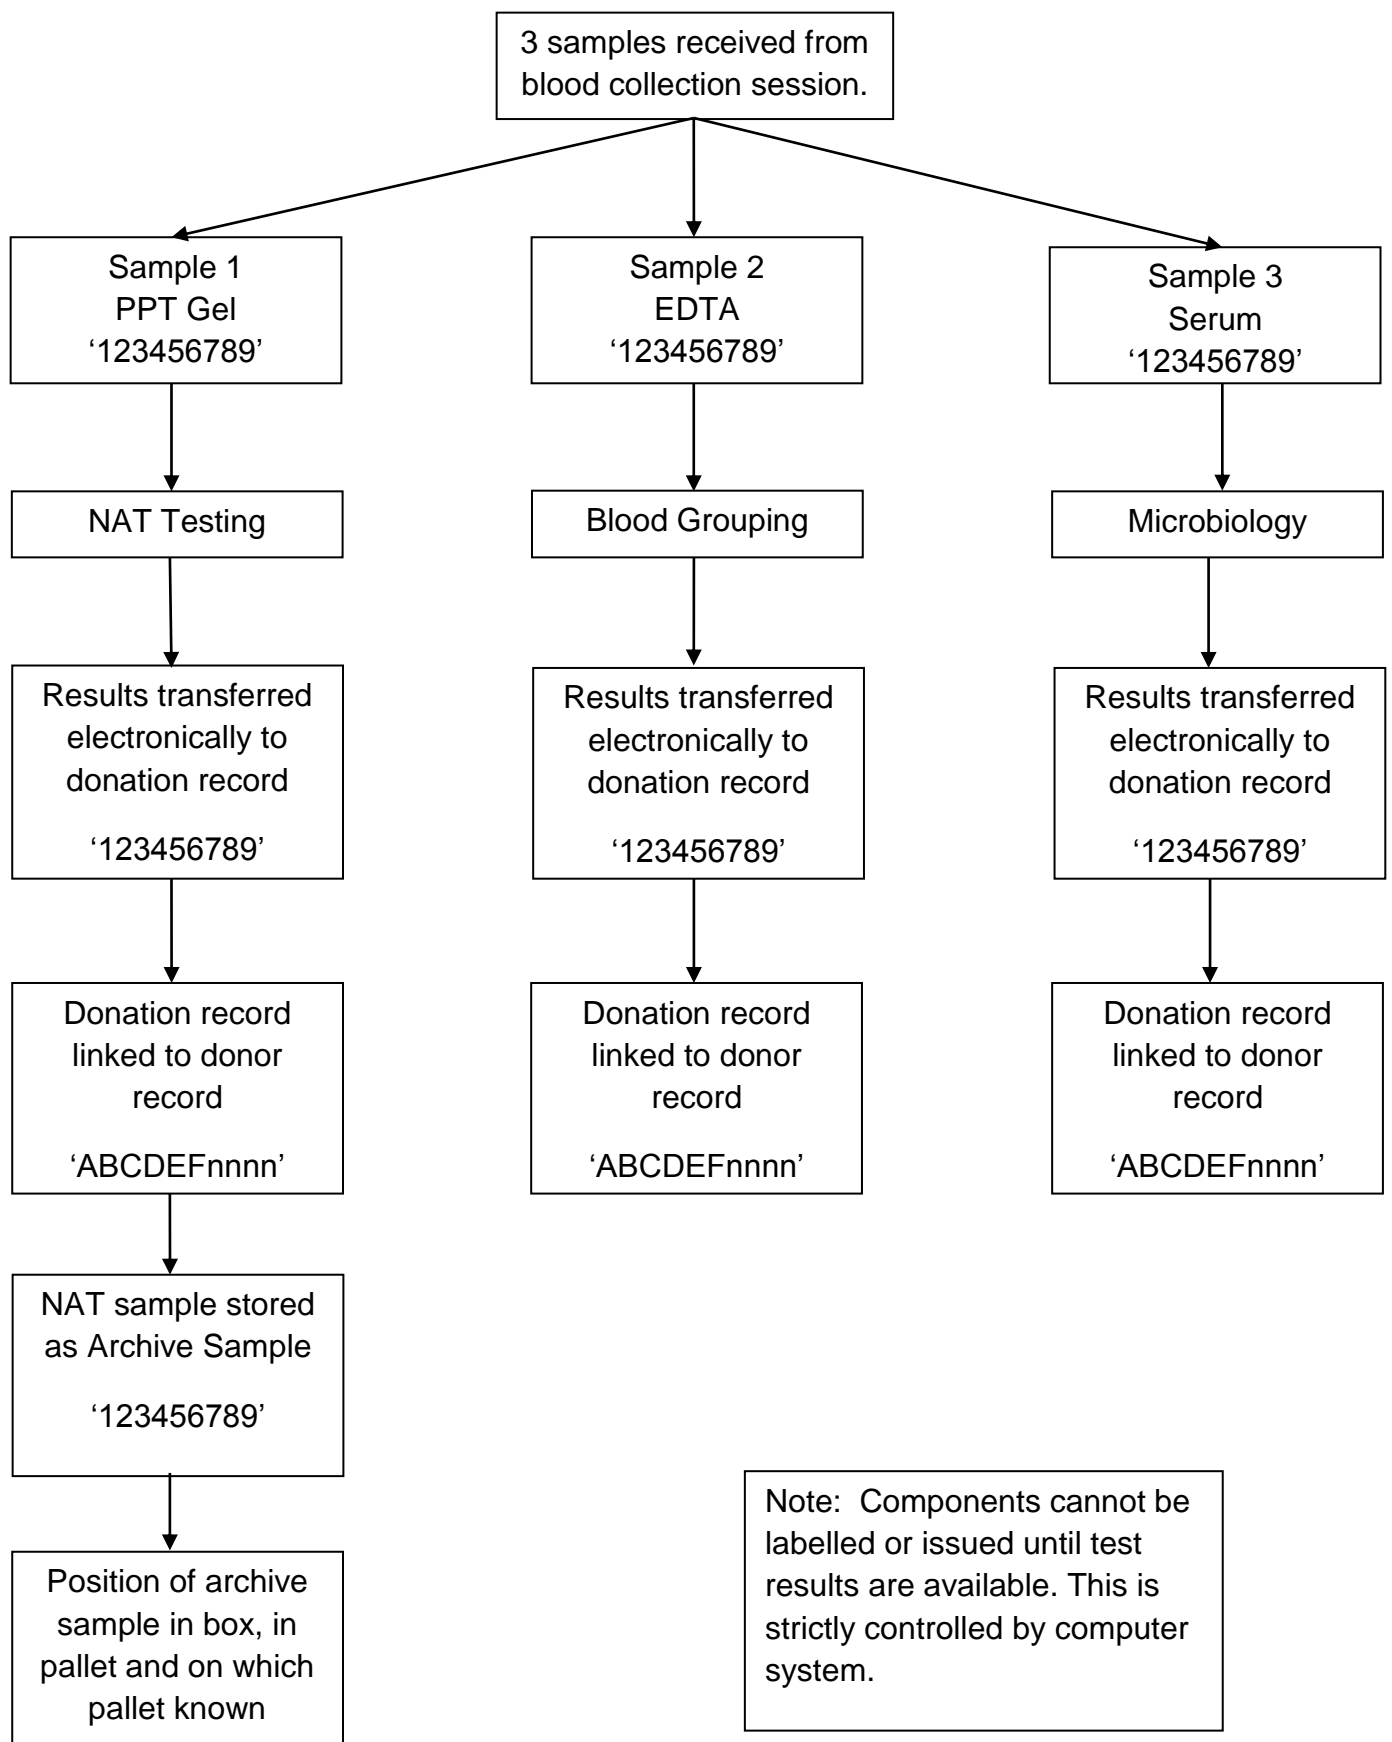 3 samples received from
blood collection session.
Sample 1
PPT Gel
‘123456789’
Sample 2
EDTA
‘123456789’
Sample 3
Serum
‘123456789’
NAT Testing
Blood Grouping
Microbiology
Results transferred
electronically to
donation record
‘123456789’
Results transferred
electronically to
donation record
‘123456789’
Results transferred
electronically to
donation record
‘123456789’
Donation record
linked to donor
record
‘ABCDEFnnnn’
Donation record
linked to donor
record
‘ABCDEFnnnn’
Donation record
linked to donor
record
‘ABCDEFnnnn’
NAT sample stored
as Archive Sample
‘123456789’
Position of archive
sample in box, in
pallet and on which
pallet known
Note:  Components cannot be
labelled or issued until test
results are available. This is
strictly controlled by computer
system.